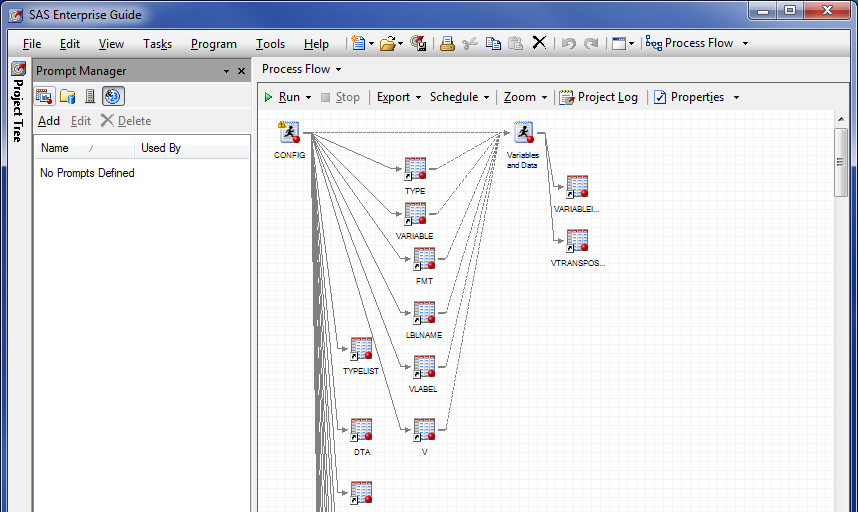 SAS Enterprise Guide
File Edit View Tasks Program Tools Help Process Flow
Project Tree
Prompt Manager
Process Flow
Run Stop Export Schedule Zoom Project Log Properties
Add Edit Delete
Name Used By
No Prompts Defined
CONFIG
Variables
and Data
TYPE
VARIABLEI...
VARIABLE
VTRANSPOS...
FMT
LBLNAME
TYPELIST
VLABEL
DTA
V